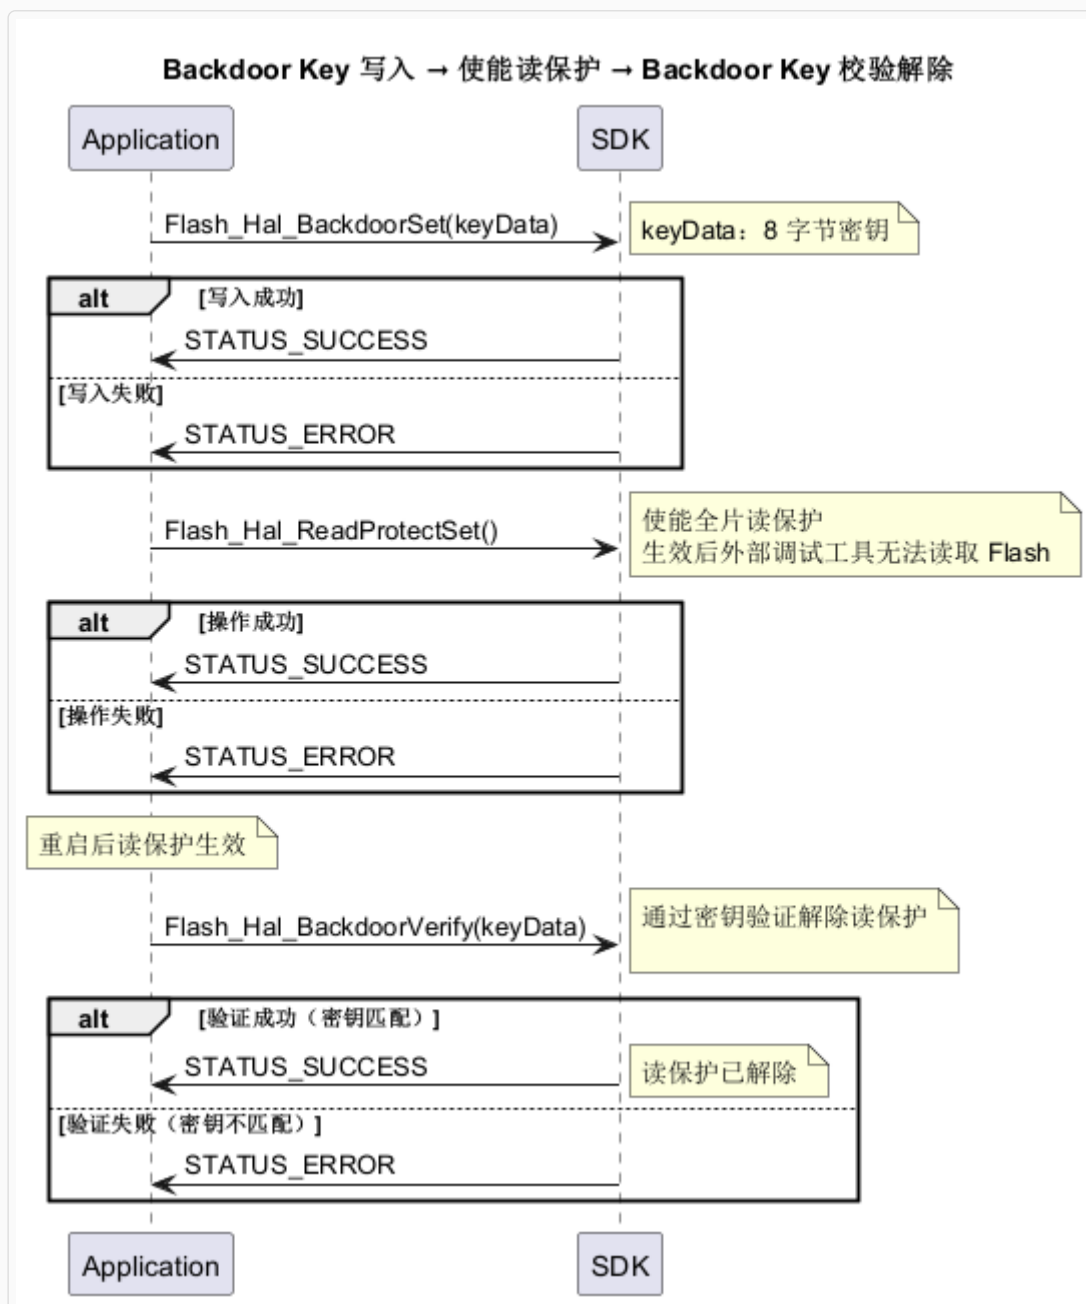 Backdoor Key 写入 → 使能读保护 → Backdoor Key 校验解除
Application
SDK
Flash_Hal_BackdoorSet(keyData)
keyData：8 字节密钥
alt
[写入成功]
STATUS_SUCCESS
[写入失败]
STATUS_ERROR
Flash_Hal_ReadProtectSet()
使能全片读保护
生效后外部调试工具无法读取 Flash
alt
[操作成功]
STATUS_SUCCESS
[操作失败]
STATUS_ERROR
重启后读保护生效
Flash_Hal_BackdoorVerify(keyData)
通过密钥验证解除读保护
alt
[验证成功（密钥匹配）]
STATUS_SUCCESS
读保护已解除
[验证失败（密钥不匹配）]
STATUS_ERROR
Application
SDK